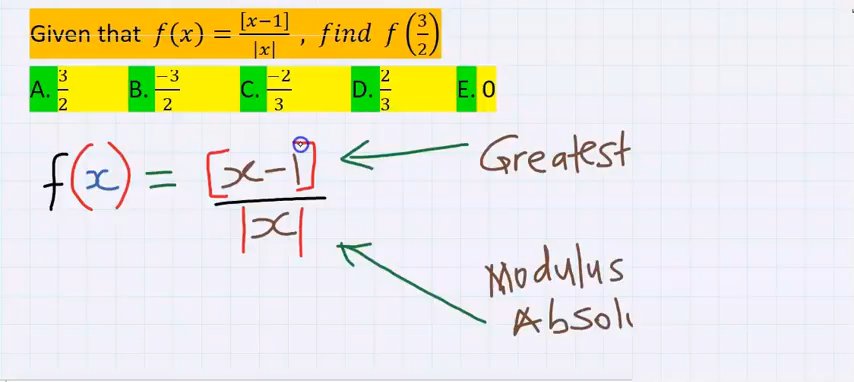 Given that f(x) = [x−1]/|x| , find f(3/2)
A. 3/2 B. −3/2 C. −2/3 D. 2/3 E. 0
f(x) = [x−1]/|x|
Greatest
Modulus